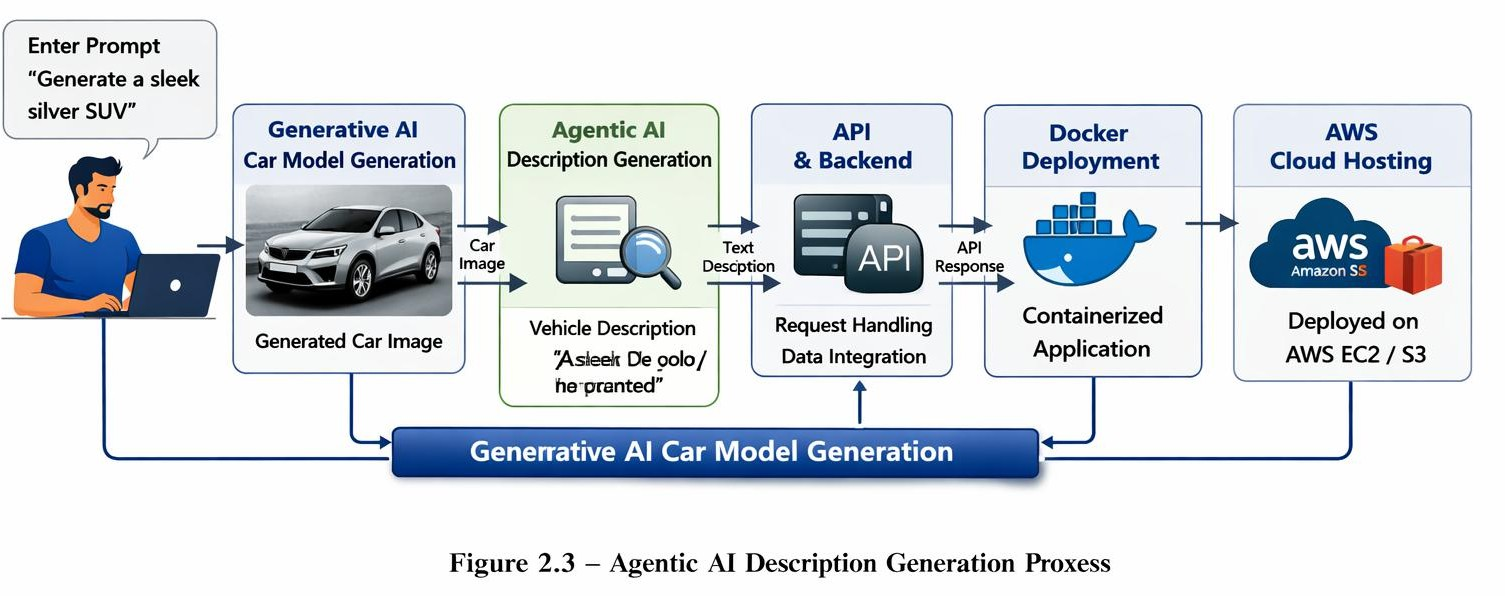 Enter Prompt
“Generate a sleek
silver SUV”
Generative AI
Car Model Generation
Generated Car Image
Car
Image
Agentic AI
Description Generation
Vehicle Description
Text
API
& Backend
API
Request Handling
Data Integration
API
Response
Docker
Deployment
Containerized
Application
AWS
Cloud Hosting
aws
Amazon SS
Deployed on
AWS EC2 / S3
Generrative AI Car Model Generation
Figure 2.3 – Agentic AI Description Generation Proxess